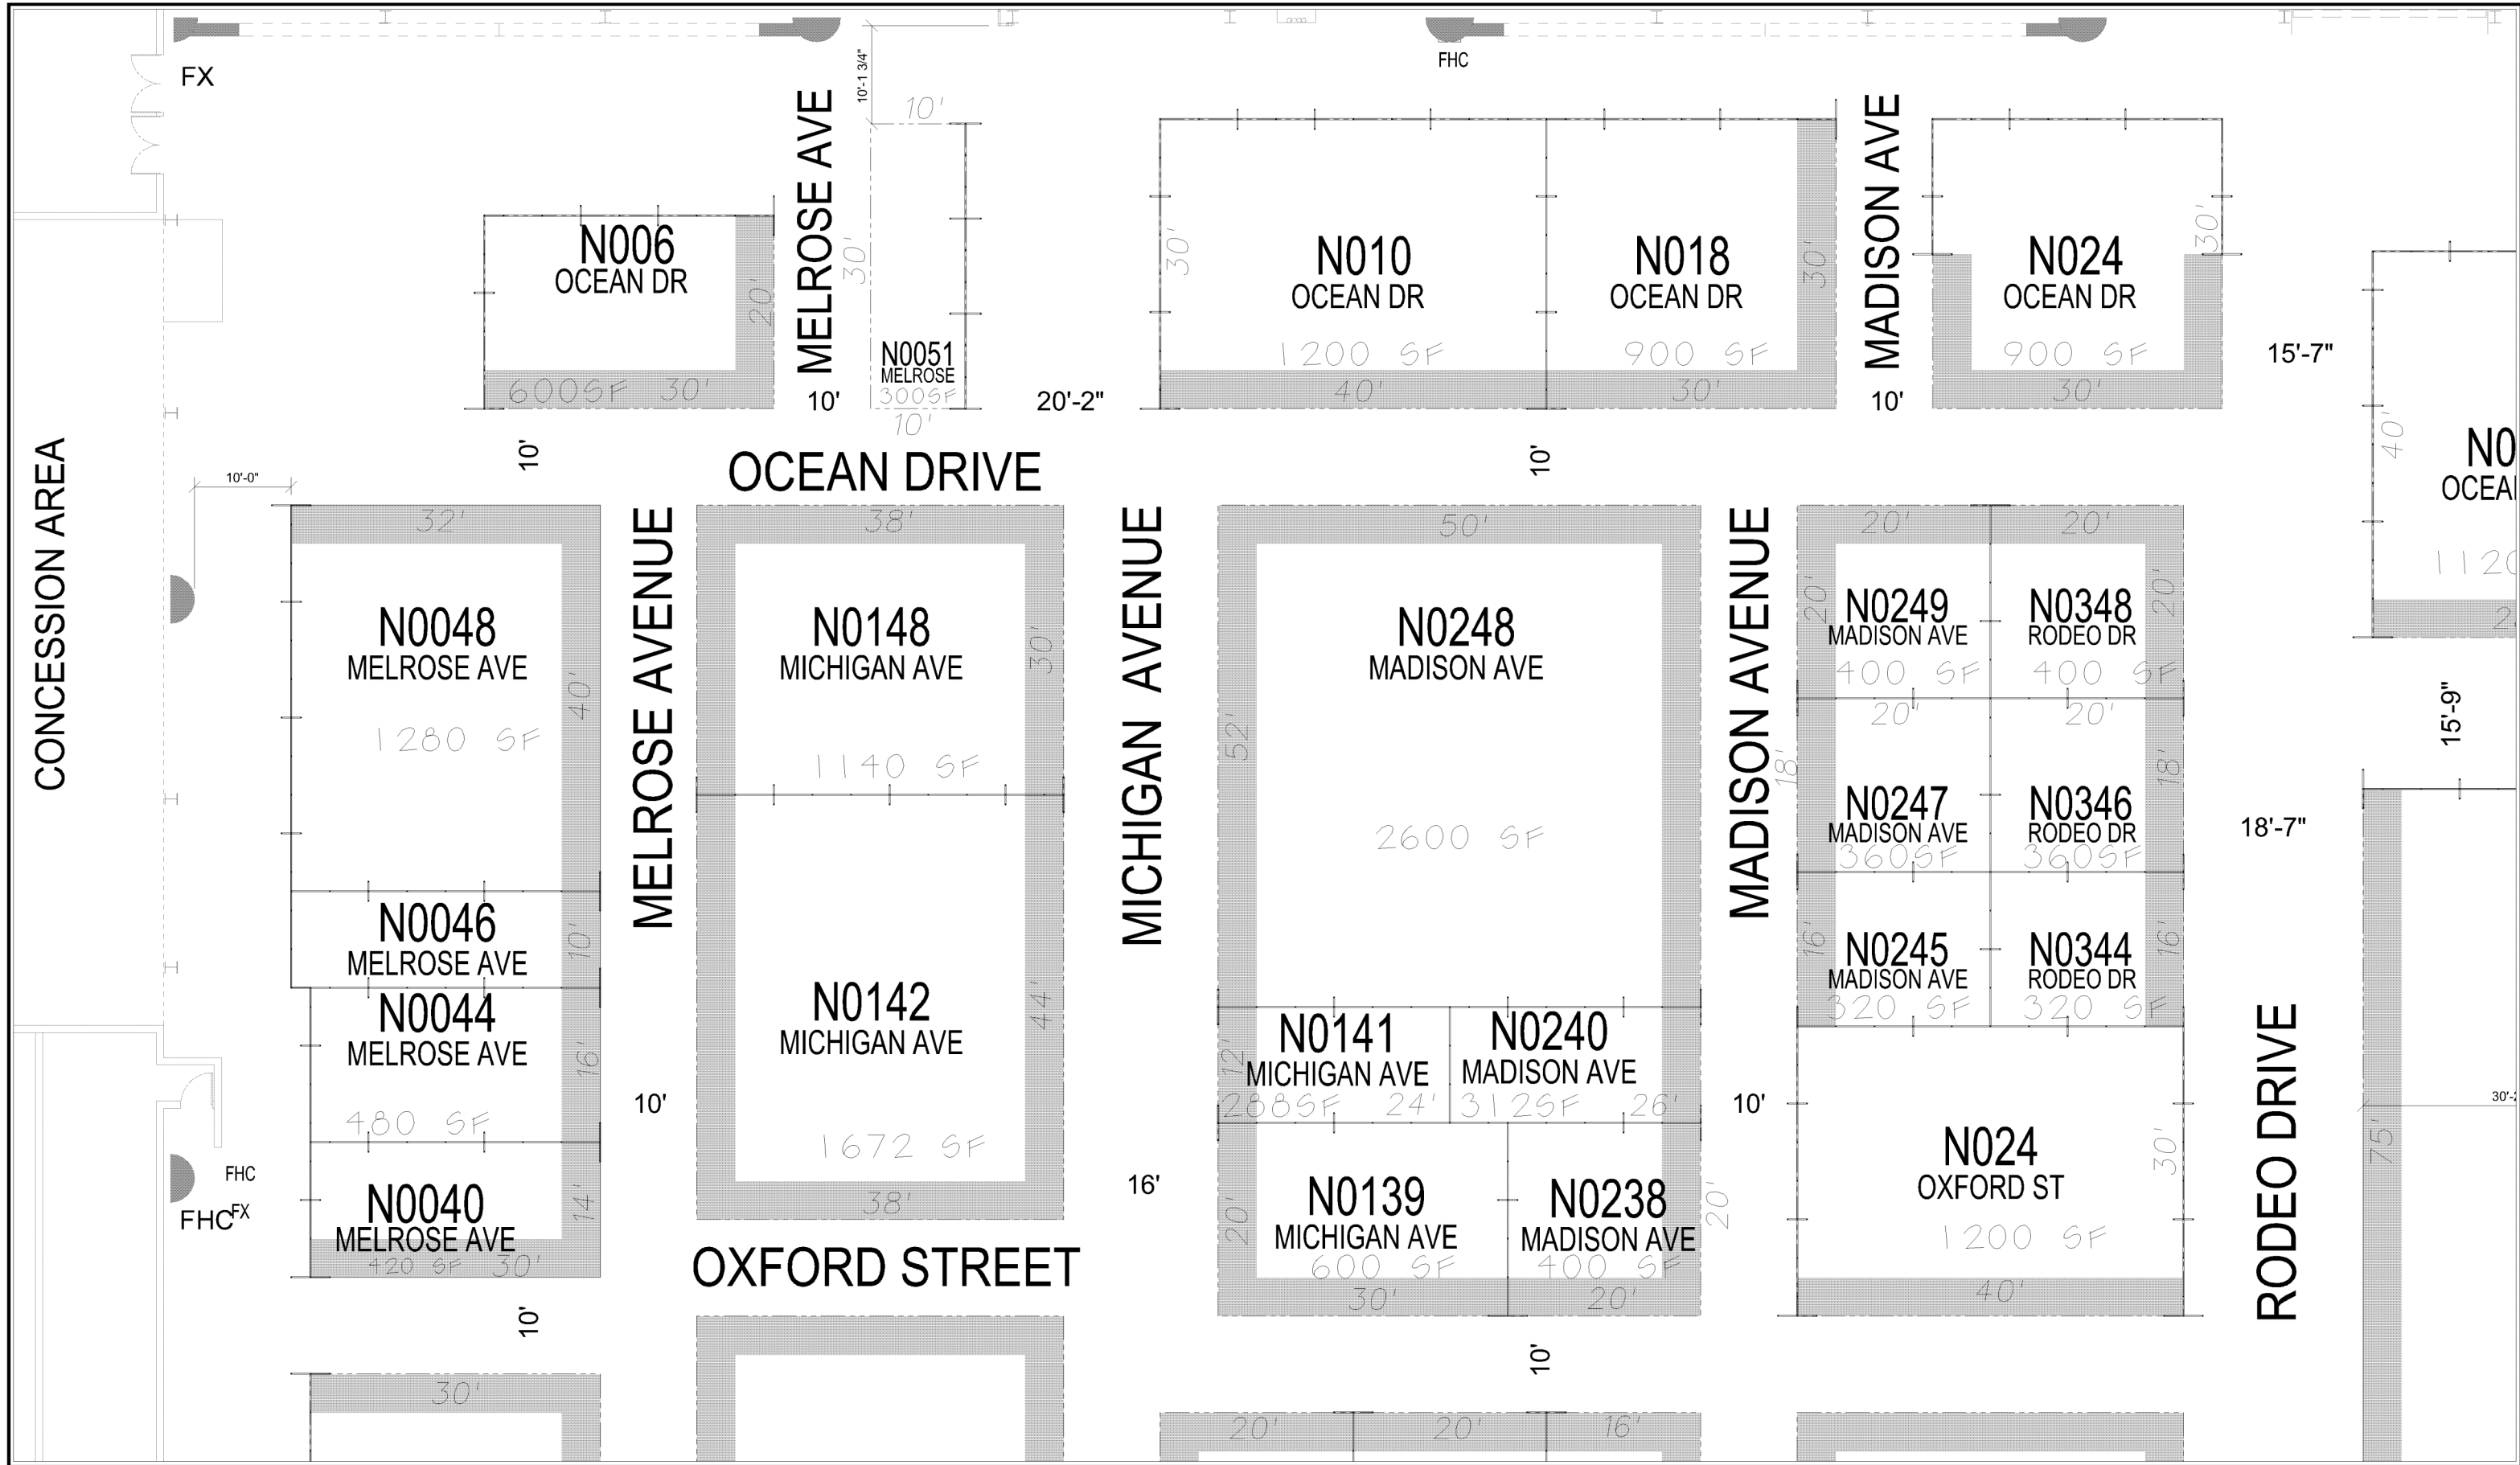 FX
FHC
10'-1 3/4"
MELROSE AVE
10'
30'
N0051
MELROSE
300SF
10'
N006
OCEAN DR
20'
600SF 30'
10'
20'-2"
N010
OCEAN DR
30'
1200 SF
40'
N018
OCEAN DR
30'
900 SF
30'
MADISON AVE
10'
N024
OCEAN DR
30'
900 SF
30'
15'-7"
N0
OCEA
40'
1120
2
15'-9"
CONCESSION AREA
10'-0"
10'
OCEAN DRIVE
10'
32'
N0048
MELROSE AVE
40'
1280 SF
N0046
MELROSE AVE
10'
N0044
MELROSE AVE
16'
480 SF
N0040
MELROSE AVE
14'
420 SF 30'
FHC
FHC
FX
MELROSE AVENUE
10'
38'
N0148
MICHIGAN AVE
30'
1140 SF
N0142
MICHIGAN AVE
44'
1672 SF
38'
OXFORD STREET
MICHIGAN AVENUE
16'
50'
N0248
MADISON AVE
52'
2600 SF
N0141
MICHIGAN AVE
12'
288SF 24'
N0240
MADISON AVE
312SF 26'
N0139
MICHIGAN AVE
20'
600 SF
30'
N0238
MADISON AVE
20'
400 SF
20'
MADISON AVENUE
10'
20'
20'
N0249
MADISON AVE
20'
400 SF
N0348
RODEO DR
20'
400 SF
20'
20'
18'
N0247
MADISON AVE
360SF
N0346
RODEO DR
18'
360SF
N0245
MADISON AVE
16'
320 SF
N0344
RODEO DR
16'
320 SF
N024
OXFORD ST
30'
1200 SF
40'
18'-7"
RODEO DRIVE
75'
30'-
10'
30'
10'
20'
20'
16'